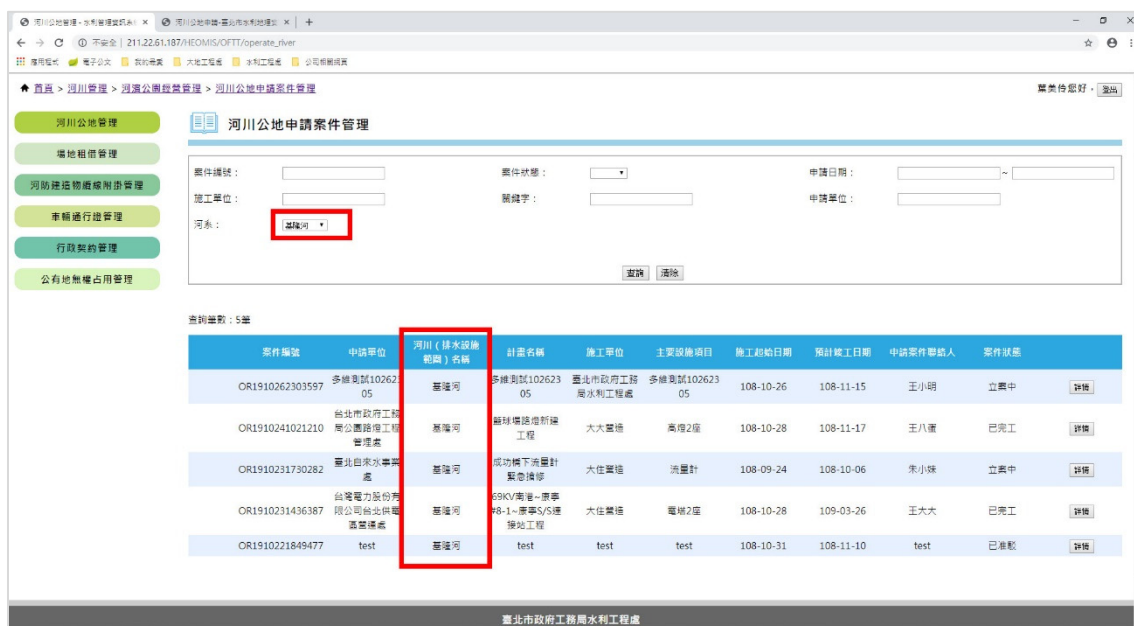 河川公地管理 - 水利管理資訊系
河川公地申請-臺北市水利地理資
不安全 | 211.22.61.187/HEOMIS/OFTT/operate_river
應用程式 電子公文 我的最愛 大地工程處 水利工程處 公司相關網頁
首頁 > 河川管理 > 河濱公園經營管理 > 河川公地申請案件管理
葉美伶您好， 登出
河川公地管理
場地租借管理
河防建造物纜線附掛管理
車輛通行證管理
行政契約管理
公有地無權占用管理
河川公地申請案件管理
案件編號： 案件狀態： 申請日期： ~
施工單位： 關鍵字： 申請單位：
河系： 基隆河
查詢 清除
查詢筆數：5筆
案件編號 申請單位 河川（排水設施範圍）名稱 計畫名稱 施工單位 主要設施項目 施工起始日期 預計竣工日期 申請案件聯絡人 案件狀態
OR1910262303597 多維測試10262305 基隆河 多維測試10262305 臺北市政府工務局水利工程處 多維測試10262305 108-10-26 108-11-15 王小明 立案中 詳情
OR1910241021210 台北市政府工務局公園路燈工程管理處 基隆河 籃球場路燈新建工程 大大營造 高燈2座 108-10-28 108-11-17 王八蛋 已完工 詳情
OR1910231730282 臺北自來水事業處 基隆河 成功橋下流量計緊急搶修 大佳營造 流量計 108-09-24 108-10-06 朱小妹 立案中 詳情
OR1910231436387 台灣電力股份有限公司台北供電區營運處 基隆河 69KV南港~康寧#8-1~康寧S/S連接站工程 大佳營造 電塔2座 108-10-28 109-03-26 王大大 已完工 詳情
OR1910221849477 test 基隆河 test test test 108-10-31 108-11-10 test 已准駁 詳情
臺北市政府工務局水利工程處